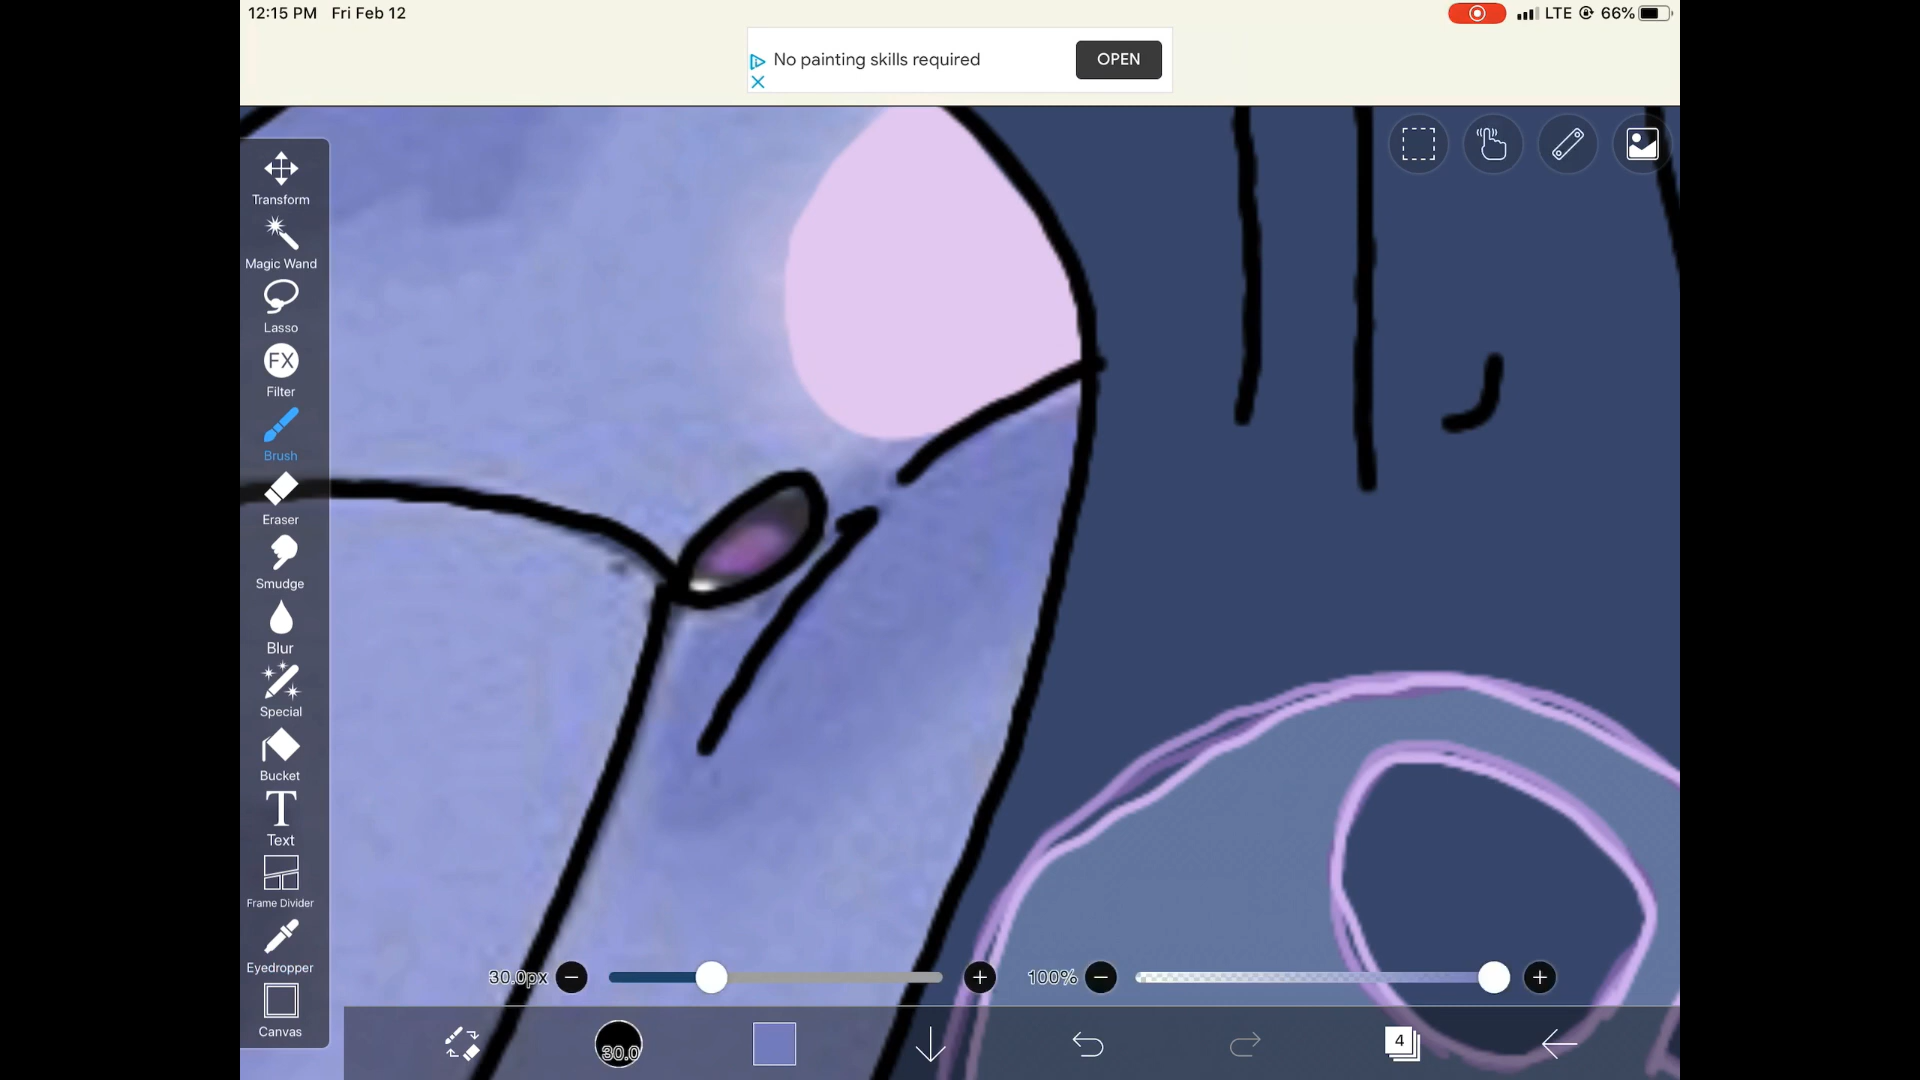 12:15 PM Fri Feb 12
LTE 66%
No painting skills required
OPEN
Transform
Magic Wand
Lasso
FX
Filter
Brush
Eraser
Smudge
Blur
Special
Bucket
T
Text
Frame Divider
Eyedropper
Canvas
30.0px
100%
30.0
4